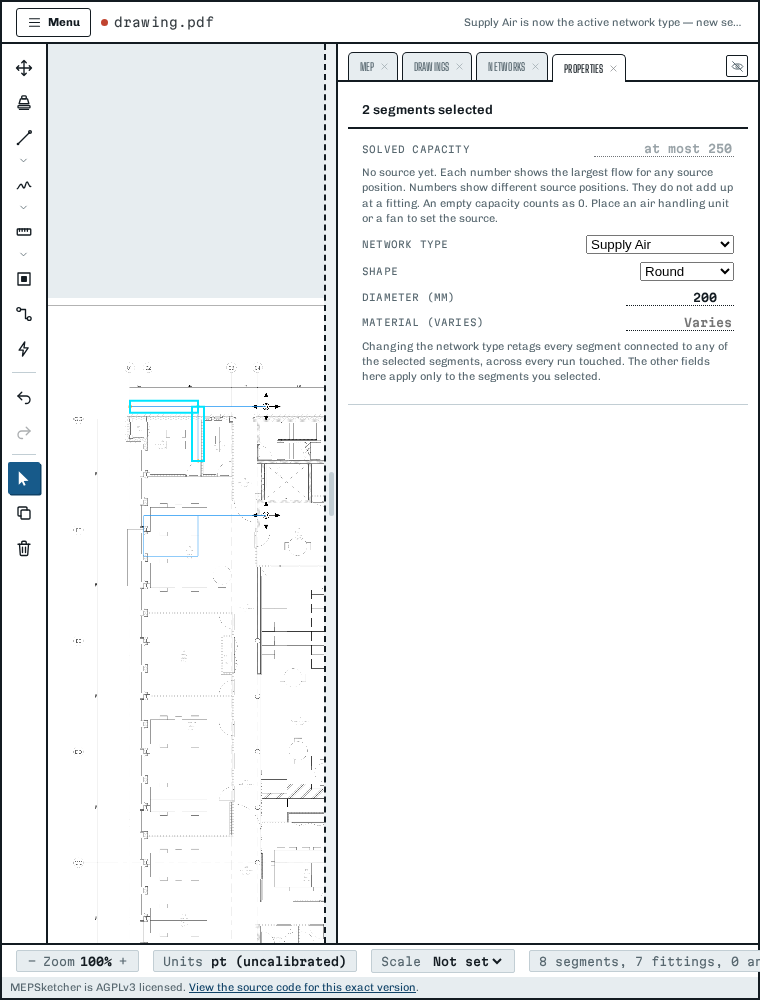 Menu
drawing.pdf
Supply Air is now the active network type — new se...
MEP
DRAWINGS
NETWORKS
PROPERTIES
2 segments selected
SOLVED CAPACITY
at most 250
No source yet. Each number shows the largest flow for any source
position. Numbers show different source positions. They do not add up
at a fitting. An empty capacity counts as 0. Place an air handling unit
or a fan to set the source.
NETWORK TYPE
Supply Air
SHAPE
Round
DIAMETER (MM)
200
MATERIAL (VARIES)
Varies
Changing the network type retags every segment connected to any of
the selected segments, across every run touched. The other fields
here apply only to the segments you selected.
− Zoom 100% +
Units pt (uncalibrated)
Scale Not set
8 segments, 7 fittings, 0 
MEPSketcher is AGPLv3 licensed. View the source code for this exact version.